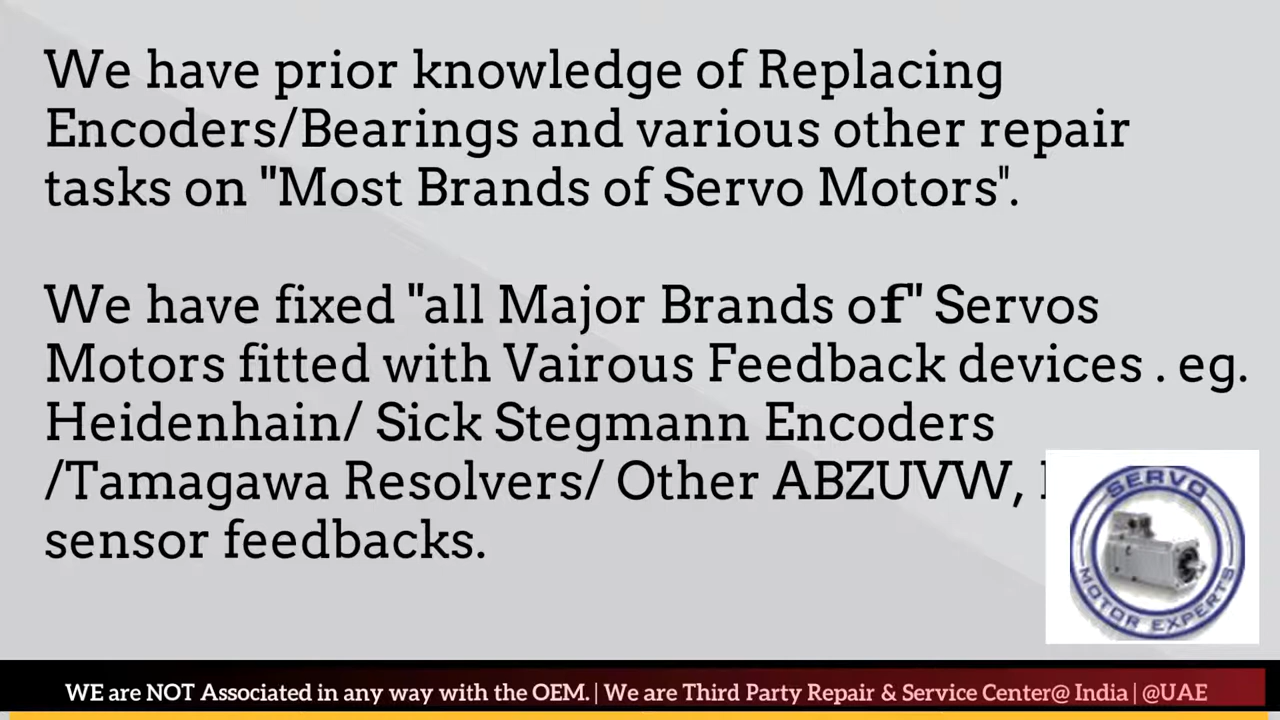 We have prior knowledge of Replacing
Encoders/Bearings and various other repair
tasks on "Most Brands of Servo Motors".
We have fixed "all Major Brands of" Servos
Motors fitted with Vairous Feedback devices . eg.
Heidenhain/ Sick Stegmann Encoders
/Tamagawa Resolvers/ Other ABZUVW,
sensor feedbacks.
SERVO
MOTOR EXPERTS
WE are NOT Associated in any way with the OEM. | We are Third Party Repair & Service Center@ India | @UAE